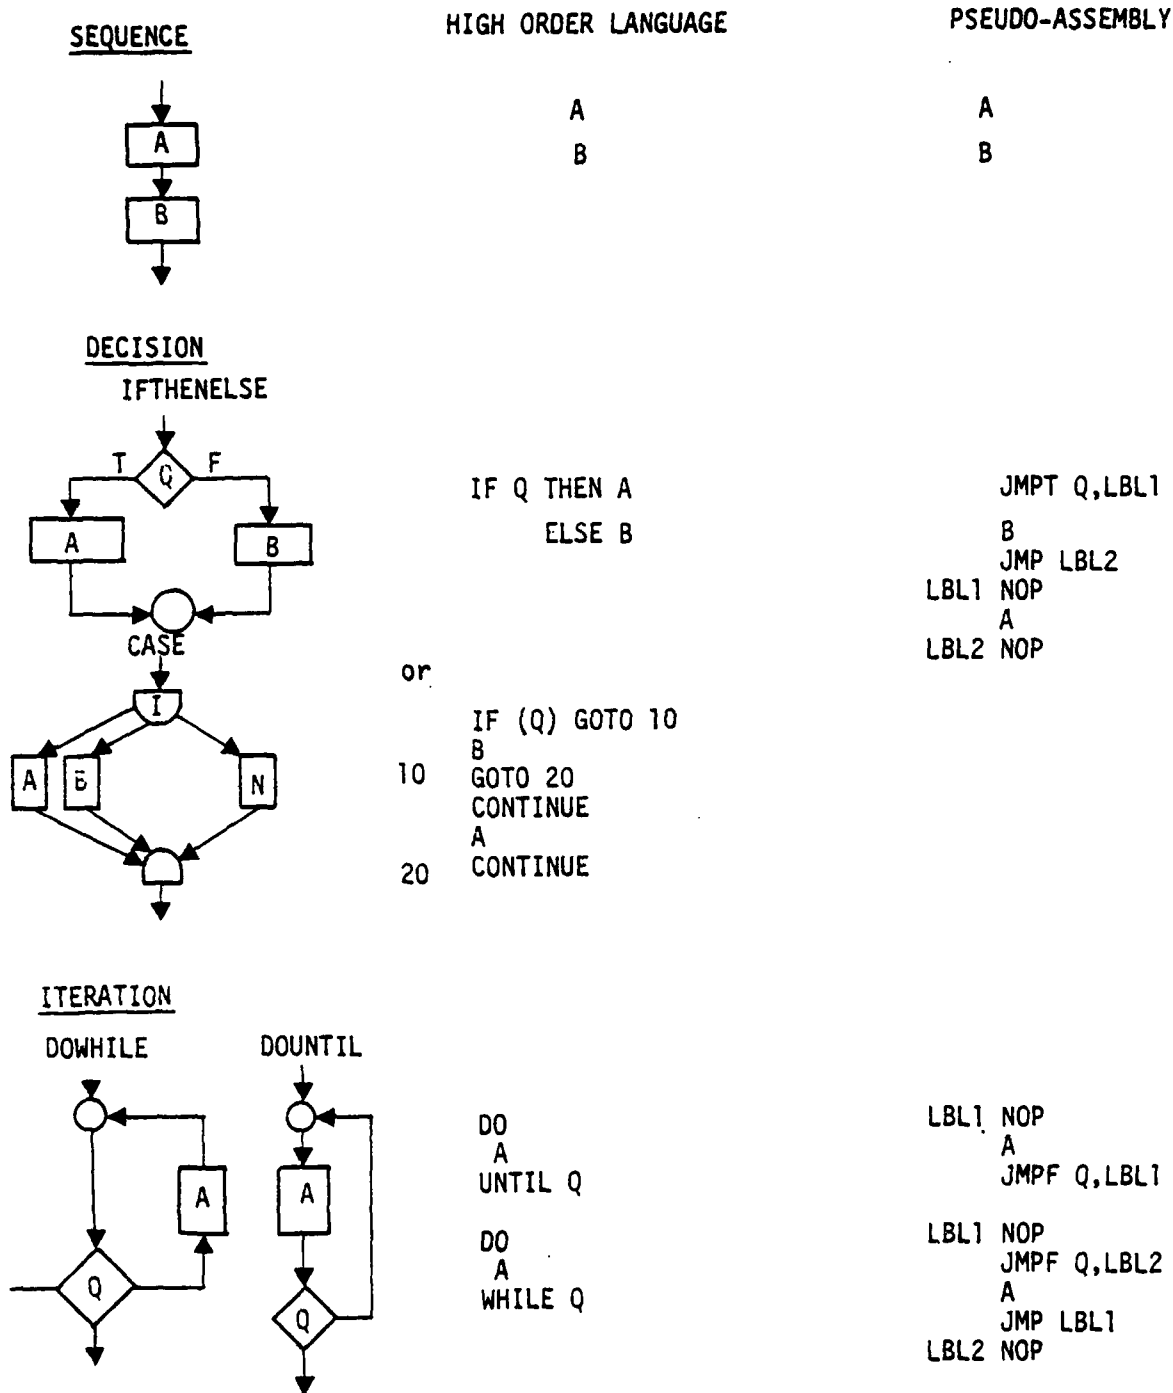 SEQUENCE
HIGH ORDER LANGUAGE
PSEUDO-ASSEMBLY
A
B
A
B
A
B
DECISION
IFTHENELSE
T
Q
F
A
B
CASE
I
A
B
N
IF Q THEN A
ELSE B
or
IF (Q) GOTO 10
B
10 GOTO 20
CONTINUE
A
20 CONTINUE
JMPT Q,LBL1
B
JMP LBL2
LBL1 NOP
A
LBL2 NOP
ITERATION
DOWHILE
DOUNTIL
A
Q
A
Q
DO
A
UNTIL Q
DO
A
WHILE Q
LBL1 NOP
A
JMPF Q,LBL1
LBL1 NOP
JMPF Q,LBL2
A
JMP LBL1
LBL2 NOP